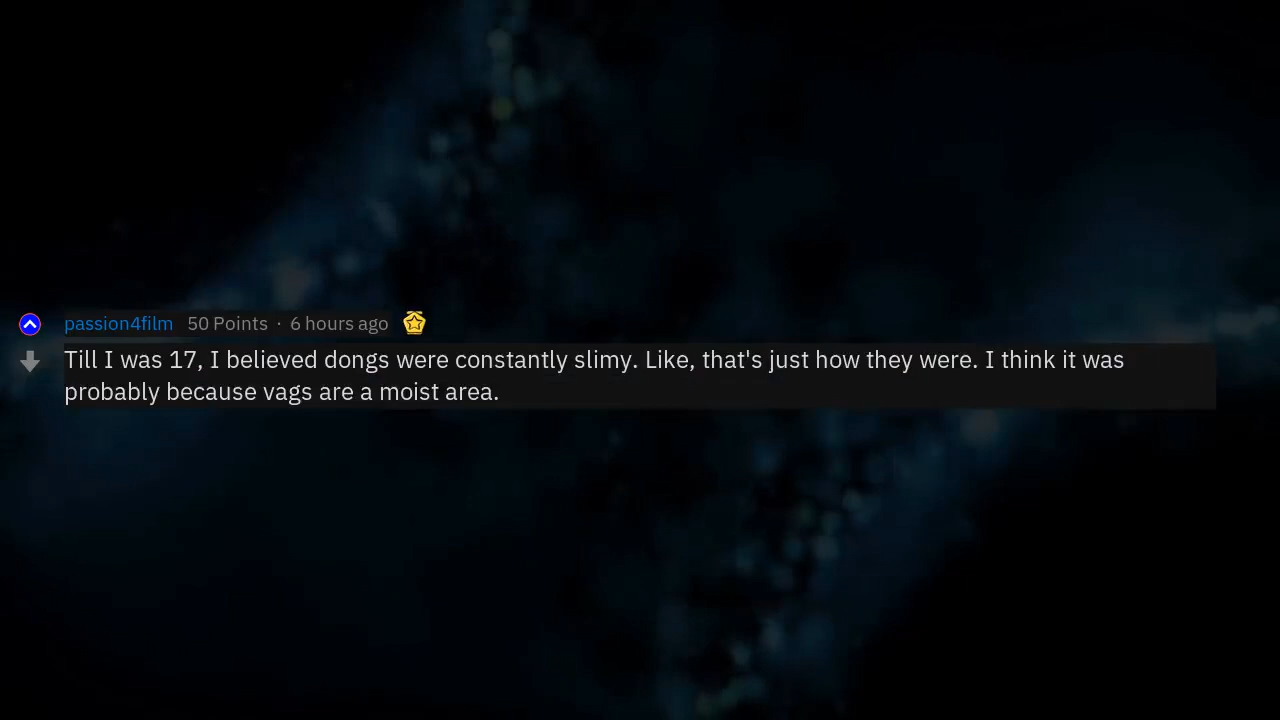 passion4film 50 Points · 6 hours ago
Till I was 17, I believed dongs were constantly slimy. Like, that's just how they were. I think it was
probably because vags are a moist area.